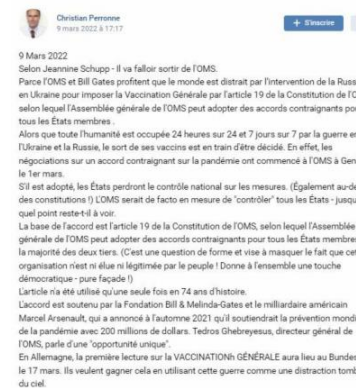 Christian Perronne
9 mars 2022 à 17:17
+ S'inscrire
9 Mars 2022
Selon Jeannine Schupp - Il va falloir sortir de l'OMS.
Parce l'OMS et Bill Gates profitent que le monde est distrait par l'intervention de la Russ
en Ukraine pour imposer la Vaccination Générale par l'article 19 de la Constitution de l'O
selon lequel l'Assemblée générale de l'OMS peut adopter des accords contraignants po
tous les États membres .
Alors que toute l'humanité est occupée 24 heures sur 24 et 7 jours sur 7 par la guerre e
l'Ukraine et la Russie, le sort de ses vaccins est en train d'être décidé. En effet, les
négociations sur un accord contraignant sur la pandémie ont commencé à l'OMS à Gen
le 1er mars.
S'il est adopté, les États perdront le contrôle national sur les mesures. (Également au-de
des constitutions !) L'OMS serait de facto en mesure de "contrôler" tous les États - jusqu
quel point reste-t-il à voir.
La base de l'accord est l'article 19 de la Constitution de l'OMS, selon lequel l'Assemblée
générale de l'OMS peut adopter des accords contraignants pour tous les États membre
la majorité des deux tiers. (C'est une question de forme et vise à masquer le fait que cet
organisation n'est ni élue ni légitimée par le peuple ! Donne à l'ensemble une touche
démocratique - pure façade !)
L'article n'a été utilisé qu'une seule fois en 74 ans d'histoire.
L'accord est soutenu par la Fondation Bill & Melinda-Gates et le milliardaire américain
Marcel Arsenault, qui a annoncé à l'automne 2021 qu'il soutiendrait la prévention mondi
de la pandémie avec 200 millions de dollars. Tedros Ghebreyesus, directeur général de
l'OMS, parle d'une "opportunité unique".
En Allemagne, la première lecture sur la VACCINATIONh GÉNÉRALE aura lieu au Bundes
le 17 mars. Ils veulent gagner cela en utilisant cette guerre comme une distraction tomb
du ciel.